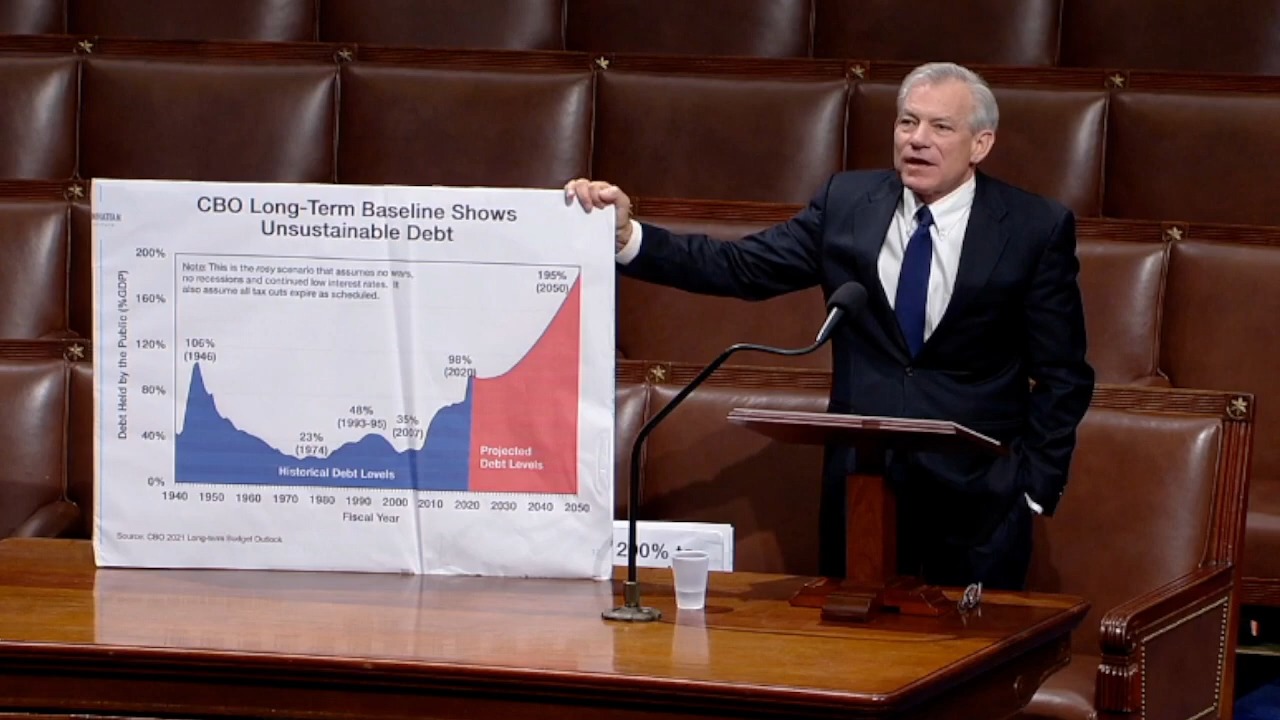 CBO Long-Term Baseline Shows
Unsustainable Debt
Debt Held by the Public (%GDP)
200%
160%
120%
80%
40%
0%
Note: This is the rosy scenario that assumes no wars,
no recessions and continued low interest rates. It
also assume all tax cuts expire as scheduled.
106%
(1946)
23%
(1974)
48%
(1993-95)
35%
(2007)
98%
(2020)
195%
(2050)
Historical Debt Levels
Projected
Debt Levels
1940 1950 1960 1970 1980 1990 2000 2010 2020 2030 2040 2050
Fiscal Year
Source: CBO 2021 Long-term Budget Outlook
200%